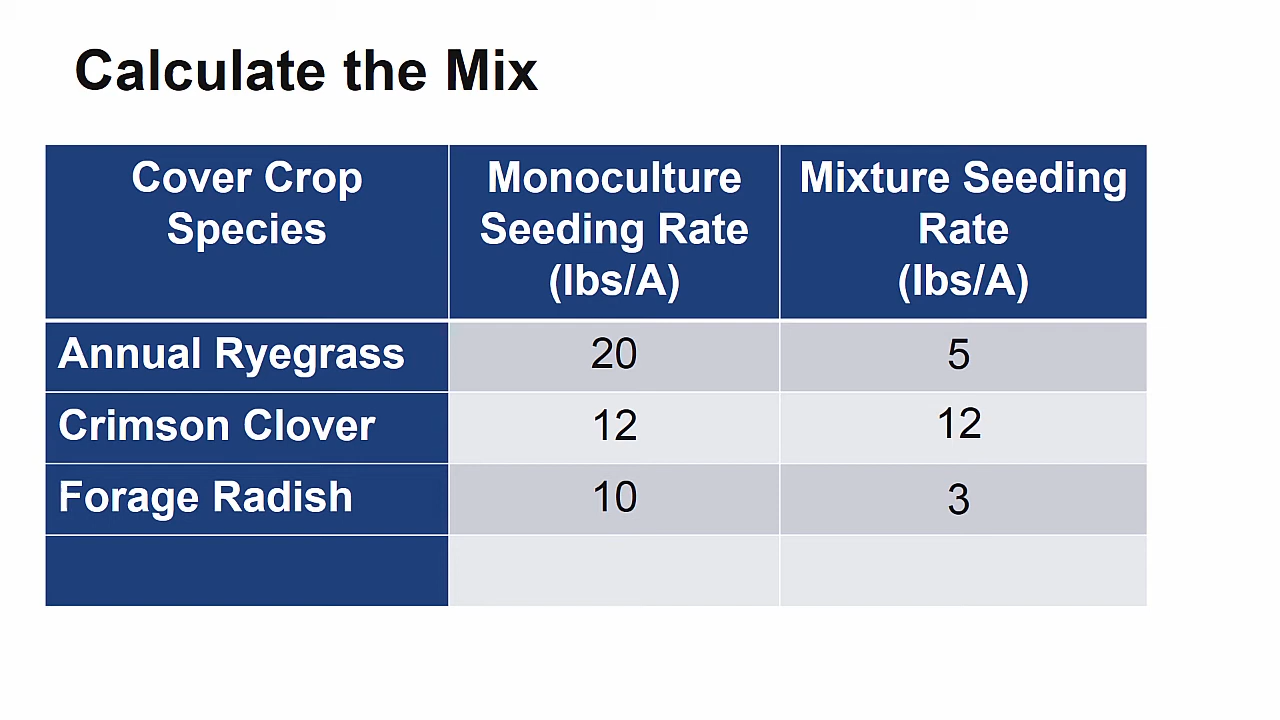 Calculate the Mix
Cover Crop
Species
Monoculture
Seeding Rate
(lbs/A)
Mixture Seeding
Rate
(lbs/A)
Annual Ryegrass 20 5
Crimson Clover 12 12
Forage Radish 10 3